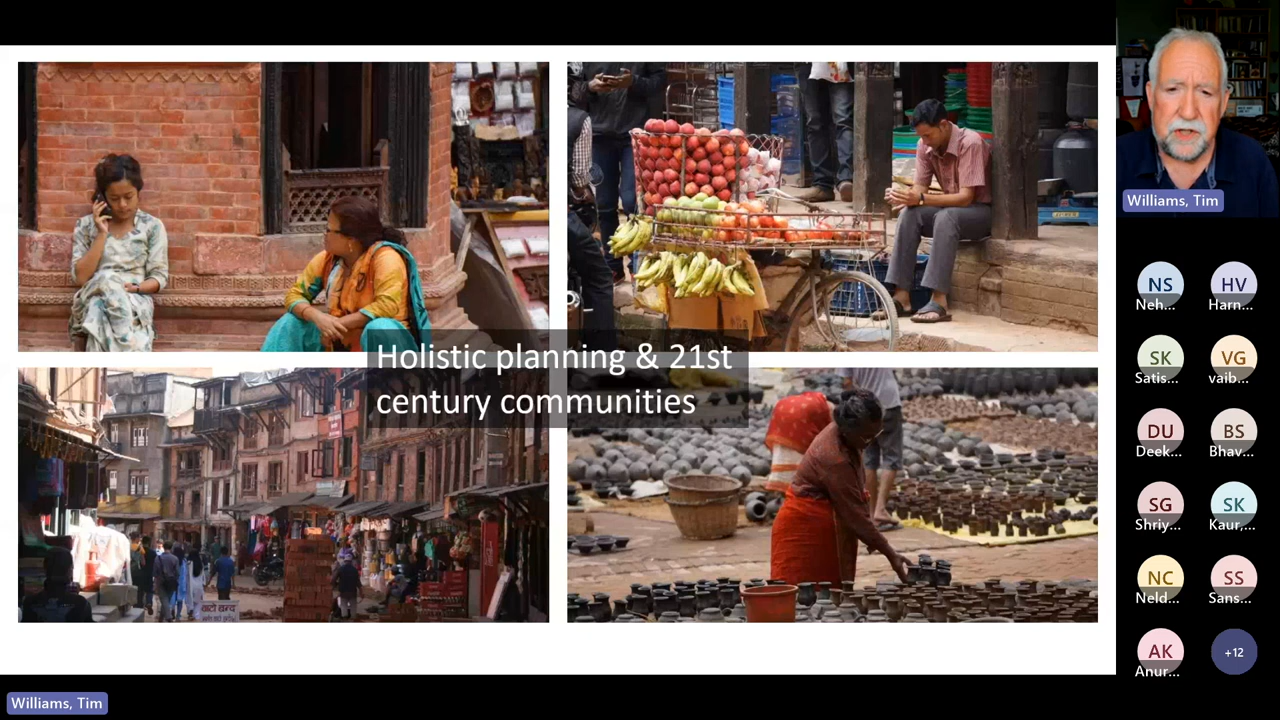 Holistic planning & 21st
century communities
Williams, Tim
NS
HV
Neh...
Harn...
SK
VG
Satis...
vaib...
DU
BS
Deek...
Bhav...
SG
SK
Shriy...
Kaur,...
NC
SS
Neld...
Sans...
AK
+12
Anur...
Williams, Tim